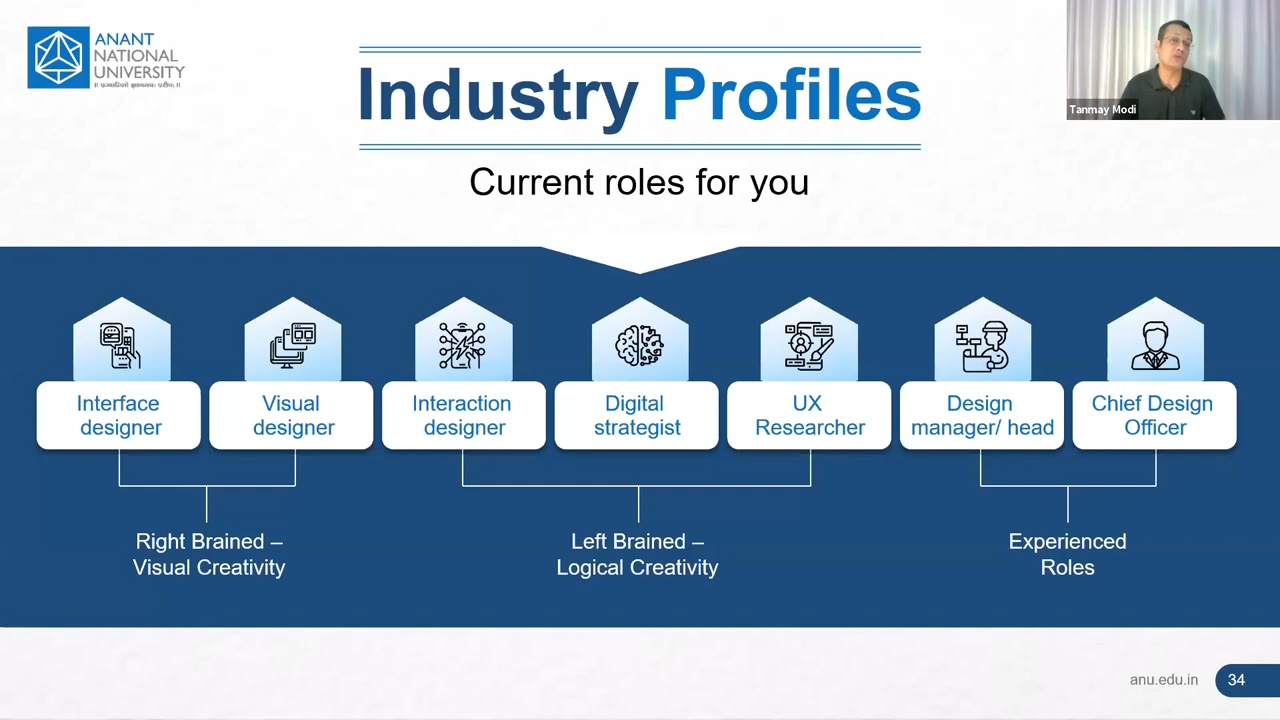 ANANT
NATIONAL
UNIVERSITY
Industry Profiles
Current roles for you
Tanmay Modi
Interface
designer
Visual
designer
Interaction
designer
Digital
strategist
UX
Researcher
Design
manager/ head
Chief Design
Officer
Right Brained –
Visual Creativity
Left Brained –
Logical Creativity
Experienced
Roles
anu.edu.in
34